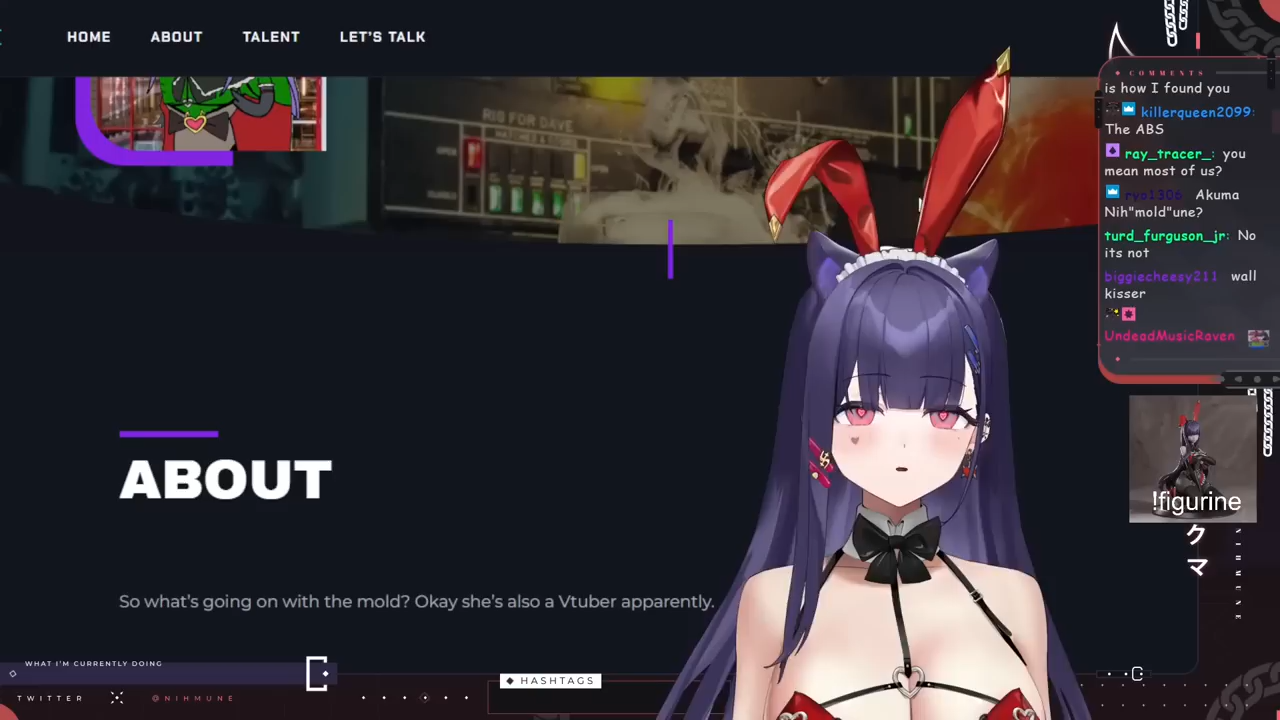 HOME ABOUT TALENT LET'S TALK
RIG FOR DAVE
COMMENTS
is how I found you
killerqueen2099:
The ABS
ray_tracer_: you
mean most of us?
ryo1306 Akuma
Nih"mold"une?
turd_furguson_jr: No
its not
biggiecheesy211 wall
kisser
UndeadMusicRaven
!figurine
クマ
NIHMUNE
ABOUT
So what's going on with the mold? Okay she's also a Vtuber apparently.
WHAT I'M CURRENTLY DOING
TWITTER @NIHMUNE
HASHTAGS